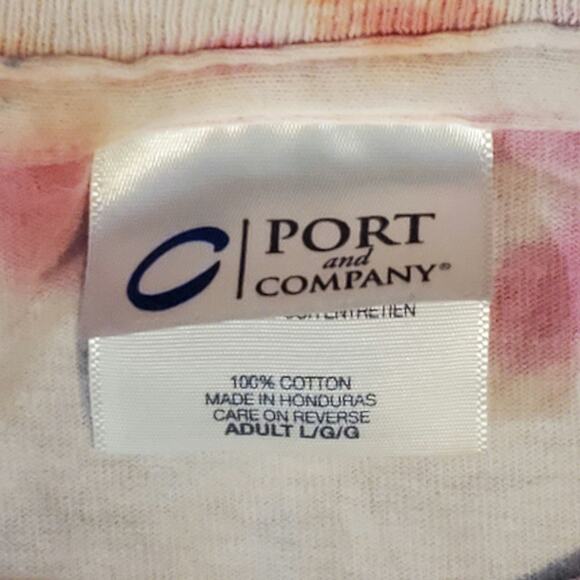 PORT
and
COMPANY®
100% COTTON
MADE IN HONDURAS
CARE ON REVERSE
ADULT L/G/G